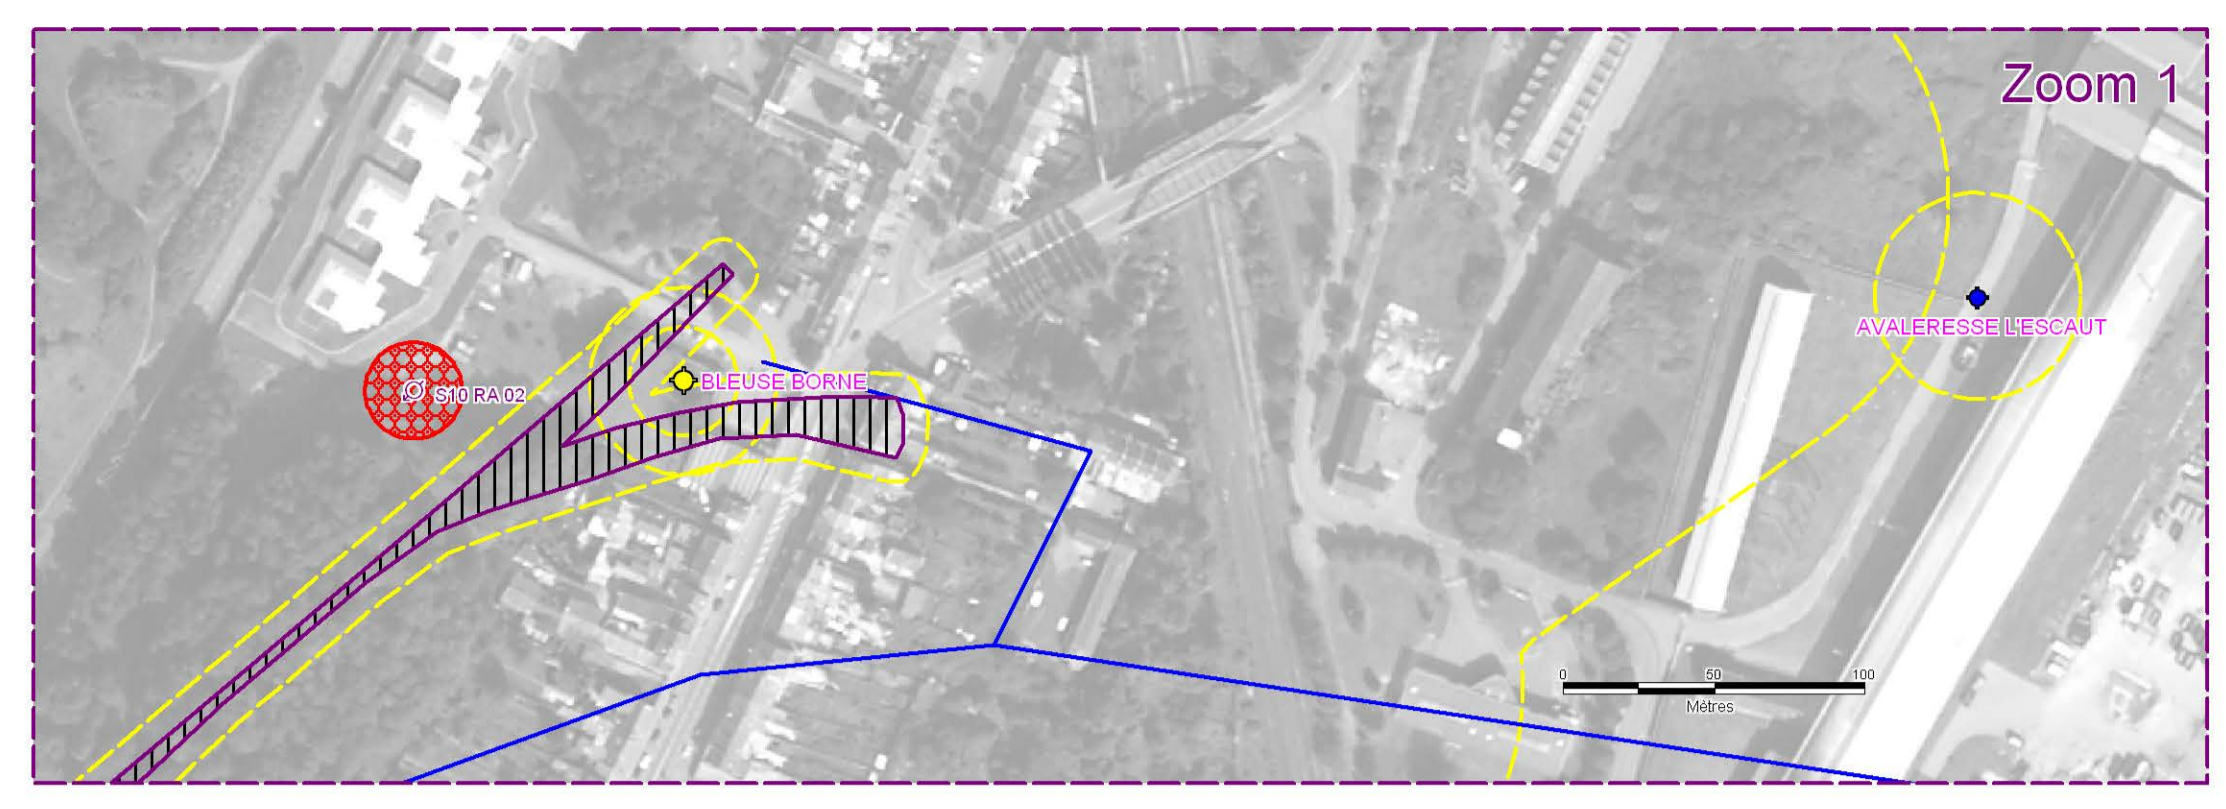 Zoom 1
AVALERESSE L'ESCAUT
BLEUSE BORNE
S10 RA 02
0 50 100
Mètres